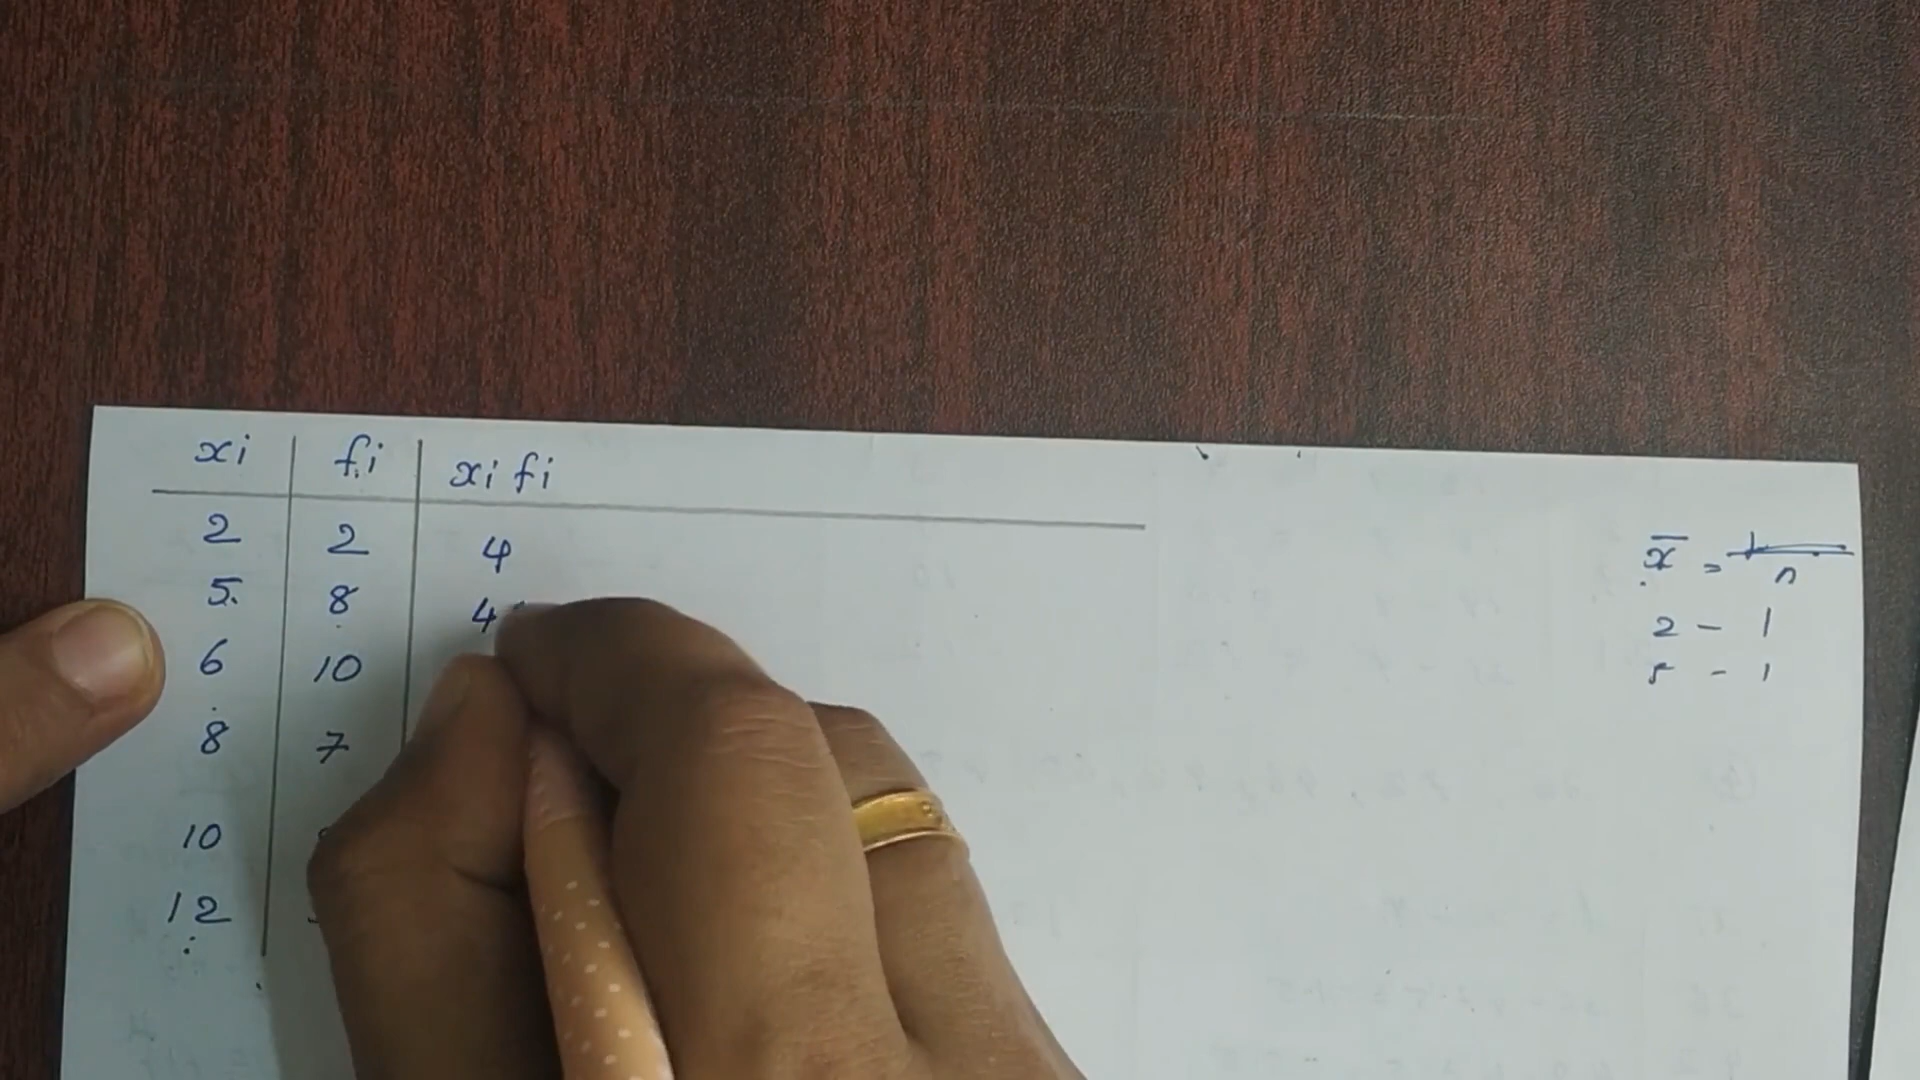 xi fi xi fi
2 2 4
5 8 4
6 10
8 7
10
12
x̄ = n
2 - 1
5 - 1